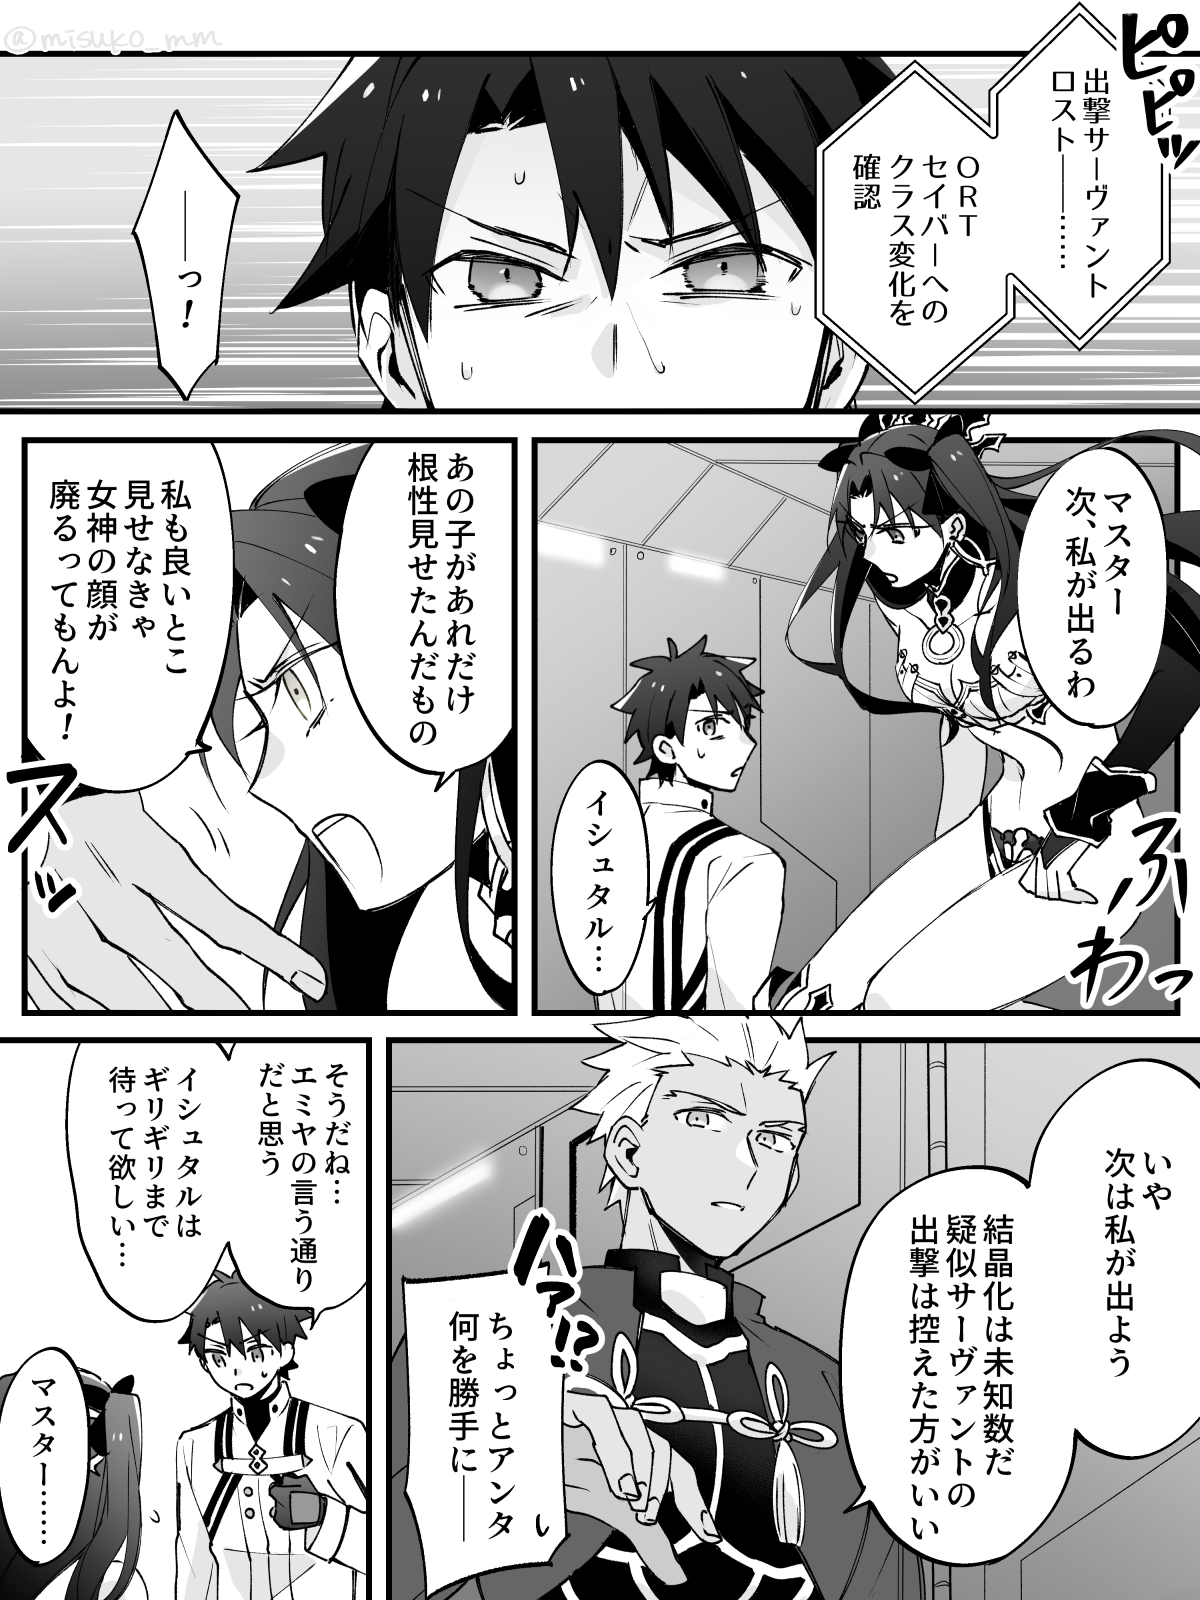 @misuko_mm
ピピピッ
出撃サーヴァント
ロスト――……
ORT
セイバーへの
クラス変化を
確認
――っ!
マスター
次、私が出るわ
ふわっ
イシュタル…
あの子があれだけ
根性見せたんだもの
私も良いとこ
見せなきゃ
女神の顔が
廃るってもんよ!
スッ
いや
次は私が出よう
結晶化は未知数だ
疑似サーヴァントの
出撃は控えた方がいい
ハァ!?
ちょっとアンタ
何を勝手に――
い
そうだね…
エミヤの言う通り
だと思う
イシュタルは
ギリギリまで
待って欲しい…
マスター……